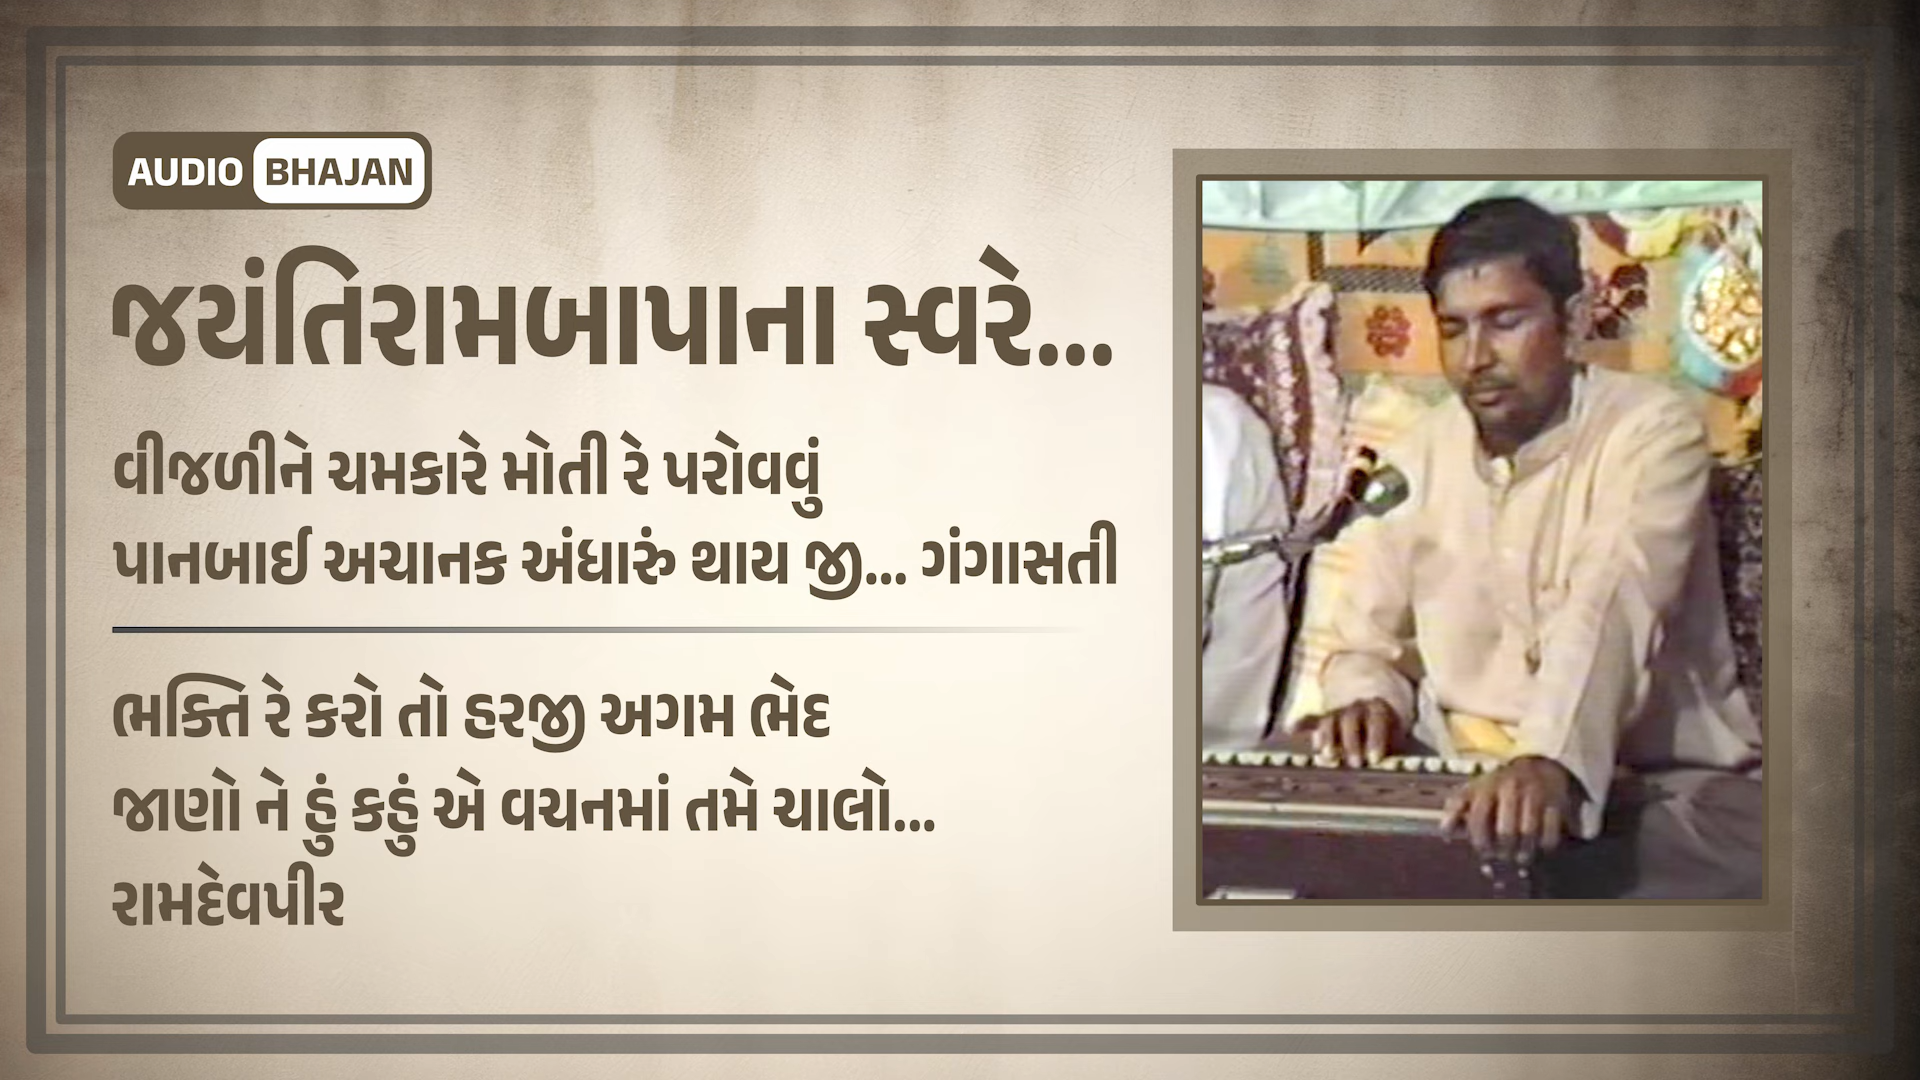 AUDIO BHAJAN
જયંતિરામબાપાના સ્વરે...
વીજળીને ચમકારે મોતી રે પરોવવું
પાનબાઈ અચાનક અંધારું થાય જી... ગંગાસતી
ભક્તિ રે કરો તો હરજી અગમ ભેદ
જાણો ને હું કહું એ વચનમાં તમે ચાલો...
રામદેવપીર